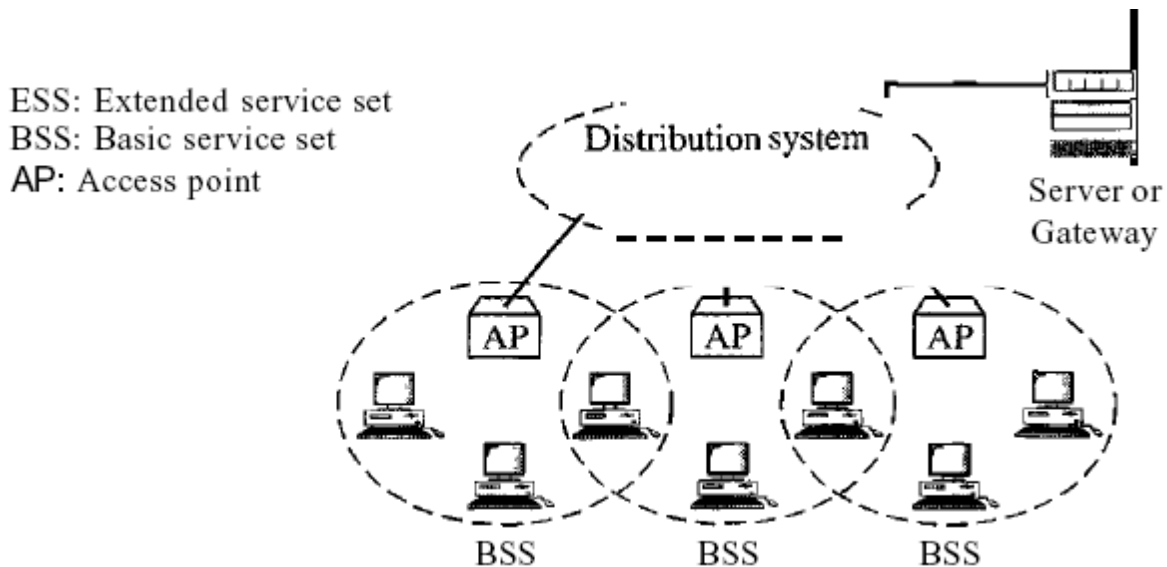 ESS: Extended service set
BSS: Basic service set
AP: Access point
Distribution system
Server or
Gateway
AP
AP
AP
BSS
BSS
BSS